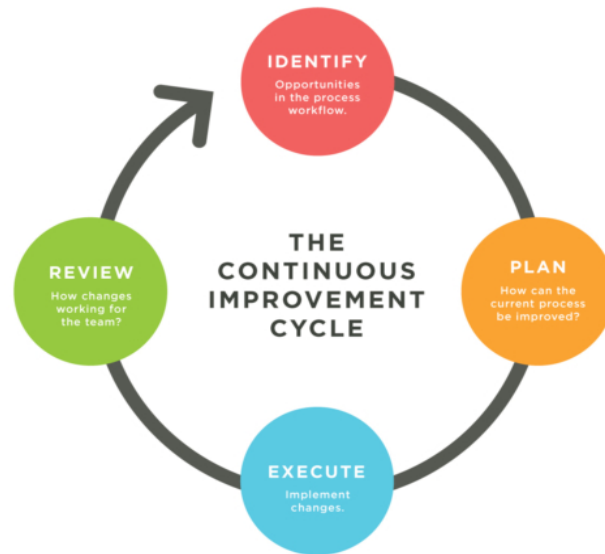 IDENTIFY
Opportunities
in the process
workflow.
THE
CONTINUOUS
IMPROVEMENT
CYCLE
PLAN
How can the
current process
be improved?
EXECUTE
Implement
changes.
REVIEW
How changes
working for
the team?